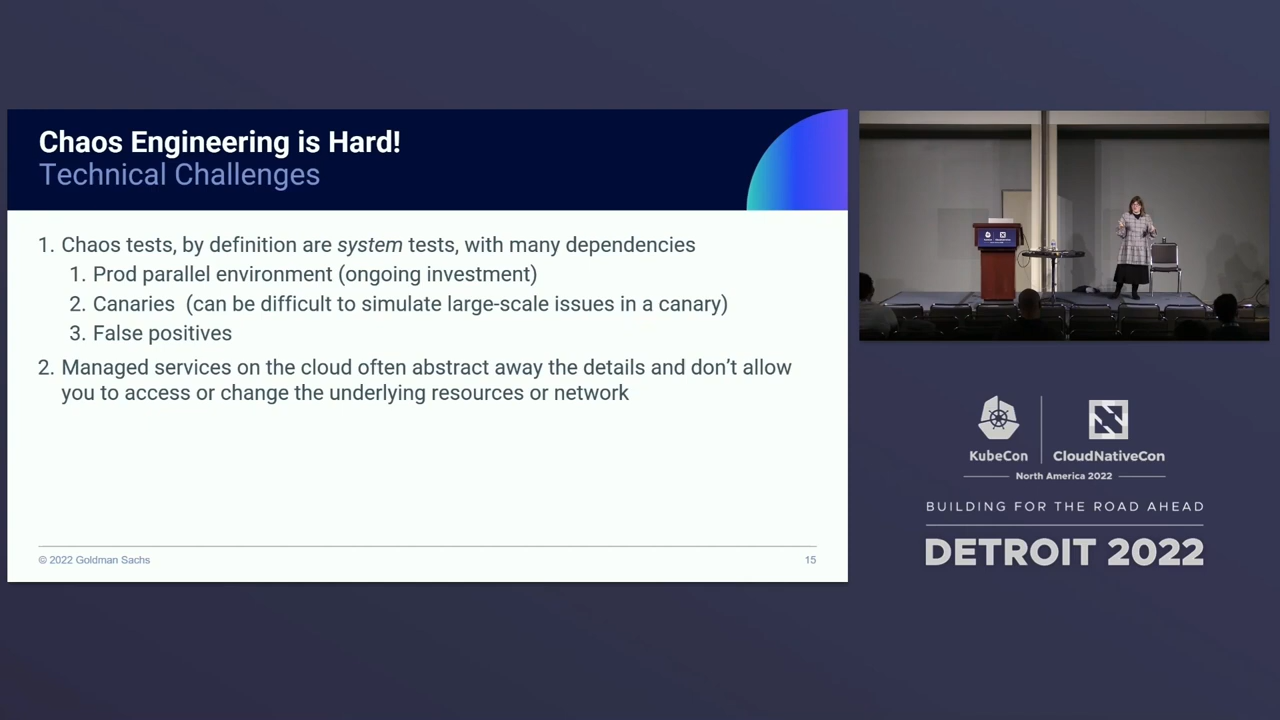 Chaos Engineering is Hard!
Technical Challenges
1. Chaos tests, by definition are system tests, with many dependencies
1. Prod parallel environment (ongoing investment)
2. Canaries (can be difficult to simulate large-scale issues in a canary)
3. False positives
2. Managed services on the cloud often abstract away the details and don’t allow
you to access or change the underlying resources or network
© 2022 Goldman Sachs
15
KubeCon
CloudNativeCon
North America 2022
BUILDING FOR THE ROAD AHEAD
DETROIT 2022